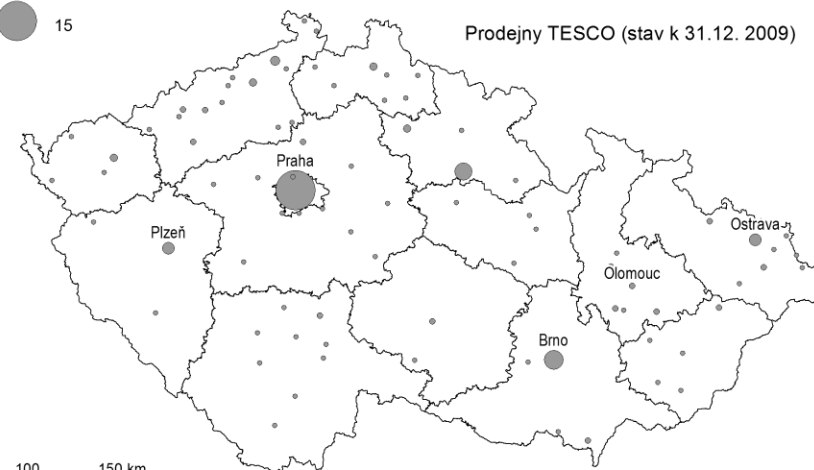 15
Prodejny TESCO (stav k 31.12. 2009)
Praha
Plzeň
Ostrava
Olomouc
Brno
100 150 km